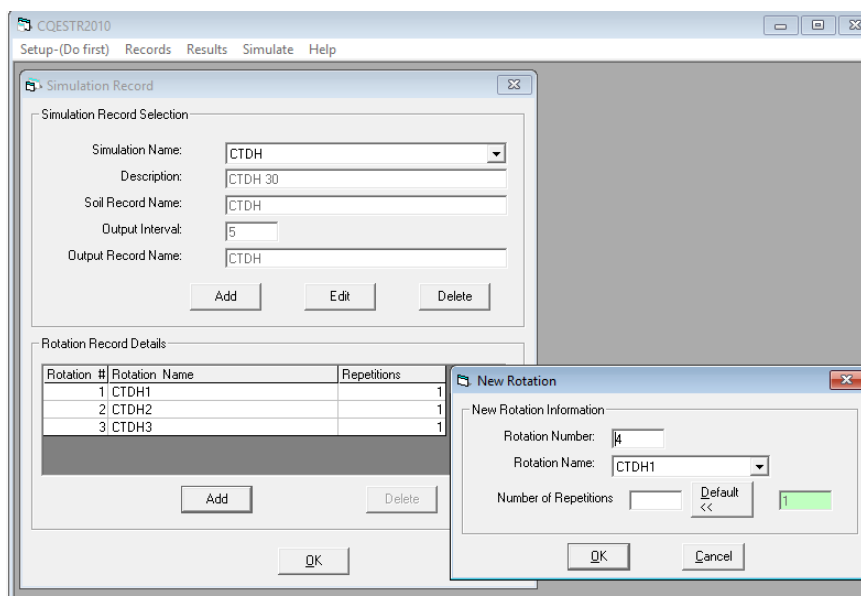 CQESTR2010
Setup-(Do first) Records Results Simulate Help
Simulation Record
Simulation Record Selection
Simulation Name: CTDH
Description: CTDH 30
Soil Record Name: CTDH
Output Interval: 5
Output Record Name: CTDH
Add Edit Delete
Rotation Record Details
Rotation # Rotation Name Repetitions
1 CTDH1 1
2 CTDH2 1
3 CTDH3 1
Add Delete
OK
New Rotation
New Rotation Information
Rotation Number: 4
Rotation Name: CTDH1
Number of Repetitions Default 1
<<
OK Cancel